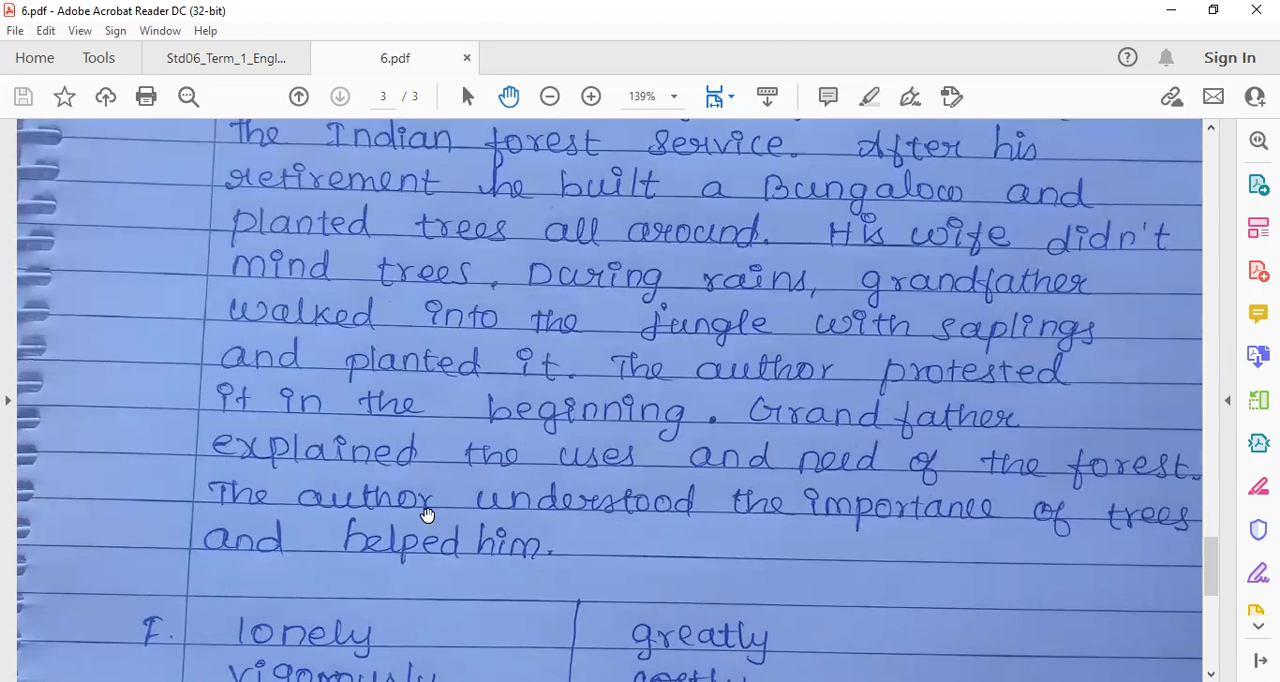 6.pdf - Adobe Acrobat Reader DC (32-bit)
File Edit View Sign Window Help
Home Tools Std06_Term_1_Engl... 6.pdf × Sign In
3 / 3 139%
the Indian forest service. After his
retirement he built a Bungalow and
planted trees all around. His wife didn't
mind trees. During rains, grandfather
walked into the jungle with saplings
and planted it. The author protested
it in the beginning. Grandfather
explained the uses and need of the forest.
The author understood the importance of trees
and helped him.
I. lonely greatly
vigorously